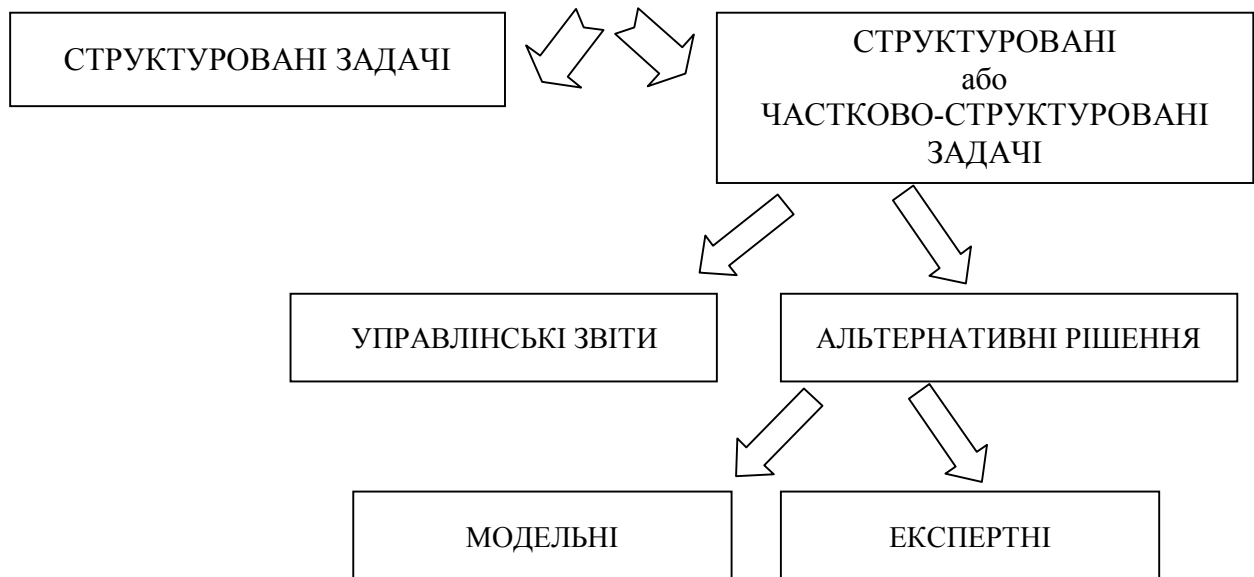 СТРУКТУРОВАНІ ЗАДАЧІ
СТРУКТУРОВАНІ
або
ЧАСТКОВО-СТРУКТУРОВАНІ
ЗАДАЧІ
УПРАВЛІНСЬКІ ЗВІТИ
АЛЬТЕРНАТИВНІ РІШЕННЯ
МОДЕЛЬНІ
ЕКСПЕРТНІ